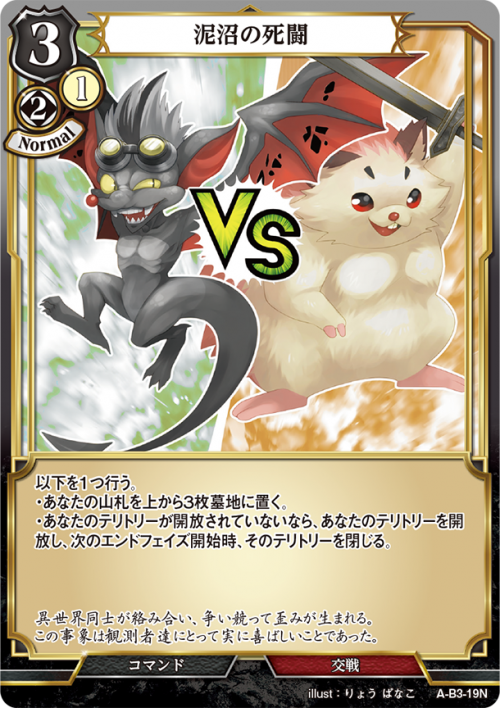 泥沼の死闘
3
2
1
Normal
Vs
以下を1つ行う。
・あなたの山札を上から3枚墓地に置く。
・あなたのテリトリーが開放されていないなら、あなたのテリトリーを開
放し、次のエンドフェイズ開始時、そのテリトリーを閉じる。
異世界同士が絡み合い、争い競って歪みが生まれる。
この事象は観測者達にとって実に喜ばしいことであった。
コマンド
交戦
illust：りょう ばなこ
A-B3-19N